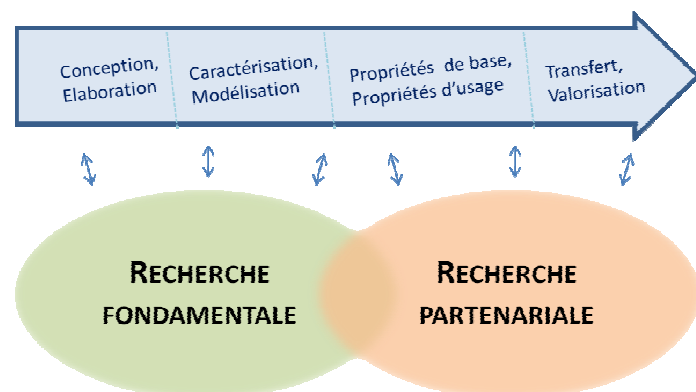 Conception,
Elaboration
Caractérisation,
Modélisation
Propriétés de base,
Propriétés d'usage
Transfert,
Valorisation
RECHERCHE
FONDAMENTALE
RECHERCHE
PARTENARIALE